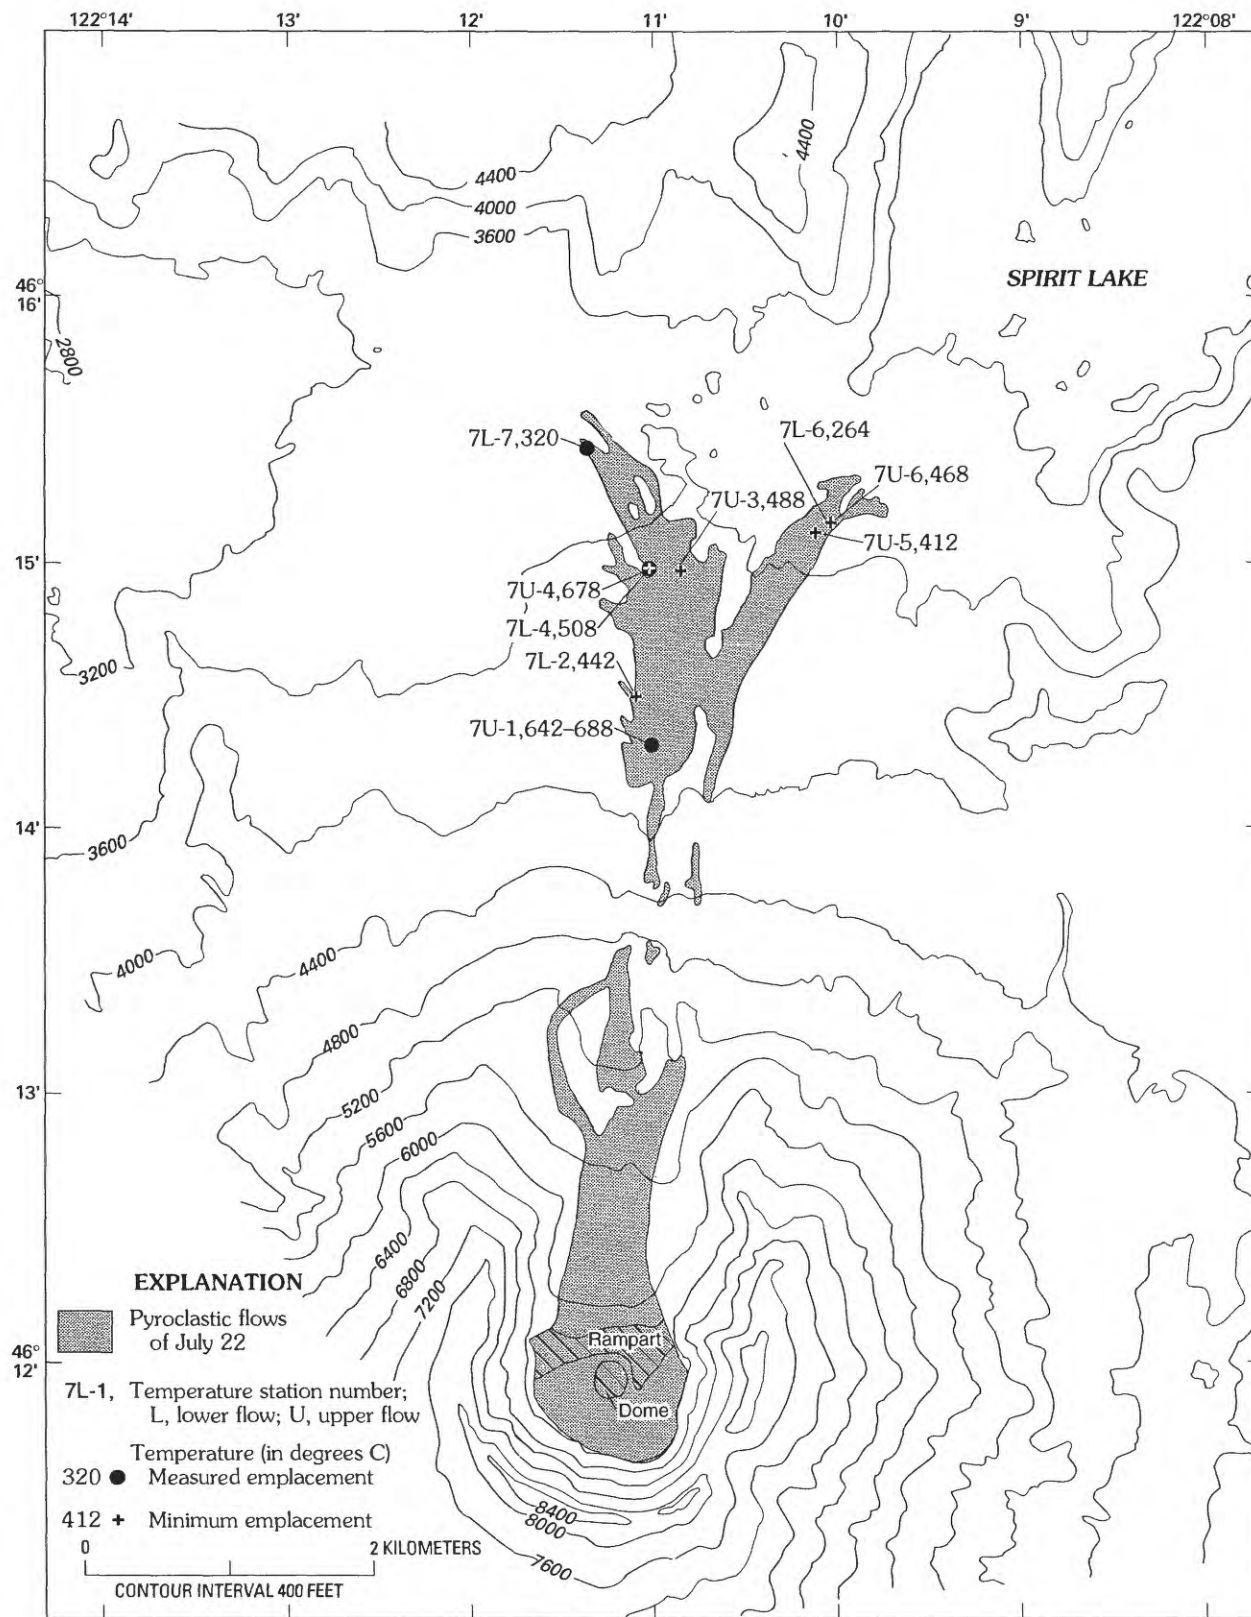 122°14' 13' 12' 11' 10' 9' 122°08'
4400
4400
4000
3600
SPIRIT LAKE
46°
16'
2800
7L-7,320
7L-6,264
7U-6,468
7U-3,488
7U-5,412
15'
7U-4,678
7L-4,508
7L-2,442
3200
7U-1,642–688
14'
3600
4000
4400
4800
13'
5200
5600
6000
6400
6800
7200
EXPLANATION
Pyroclastic flows
of July 22
Rampart
46°
12'
7L-1, Temperature station number;
L, lower flow; U, upper flow
Dome
Temperature (in degrees C)
320 ● Measured emplacement
412 + Minimum emplacement
8400
8000
7600
0 2 KILOMETERS
CONTOUR INTERVAL 400 FEET